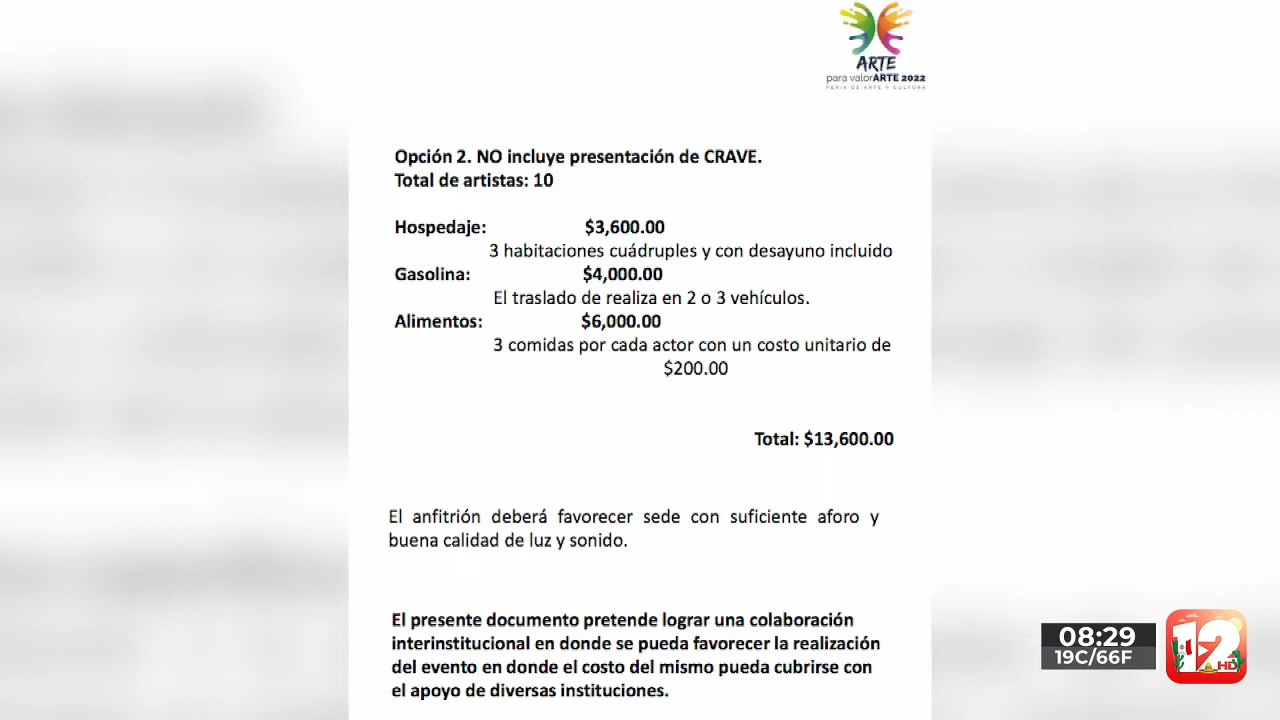 ARTE
para valorARTE 2022
FERIA DE ARTE Y CULTURA
Opción 2. NO incluye presentación de CRAVE.
Total de artistas: 10
Hospedaje: $3,600.00
3 habitaciones cuádruples y con desayuno incluido
Gasolina: $4,000.00
El traslado de realiza en 2 o 3 vehículos.
Alimentos: $6,000.00
3 comidas por cada actor con un costo unitario de
$200.00
Total: $13,600.00
El anfitrión deberá favorecer sede con suficiente aforo y
buena calidad de luz y sonido.
El presente documento pretende lograr una colaboración
interinstitucional en donde se pueda favorecer la realización
del evento en donde el costo del mismo pueda cubrirse con
el apoyo de diversas instituciones.
08:29
19C/66F
12
HD